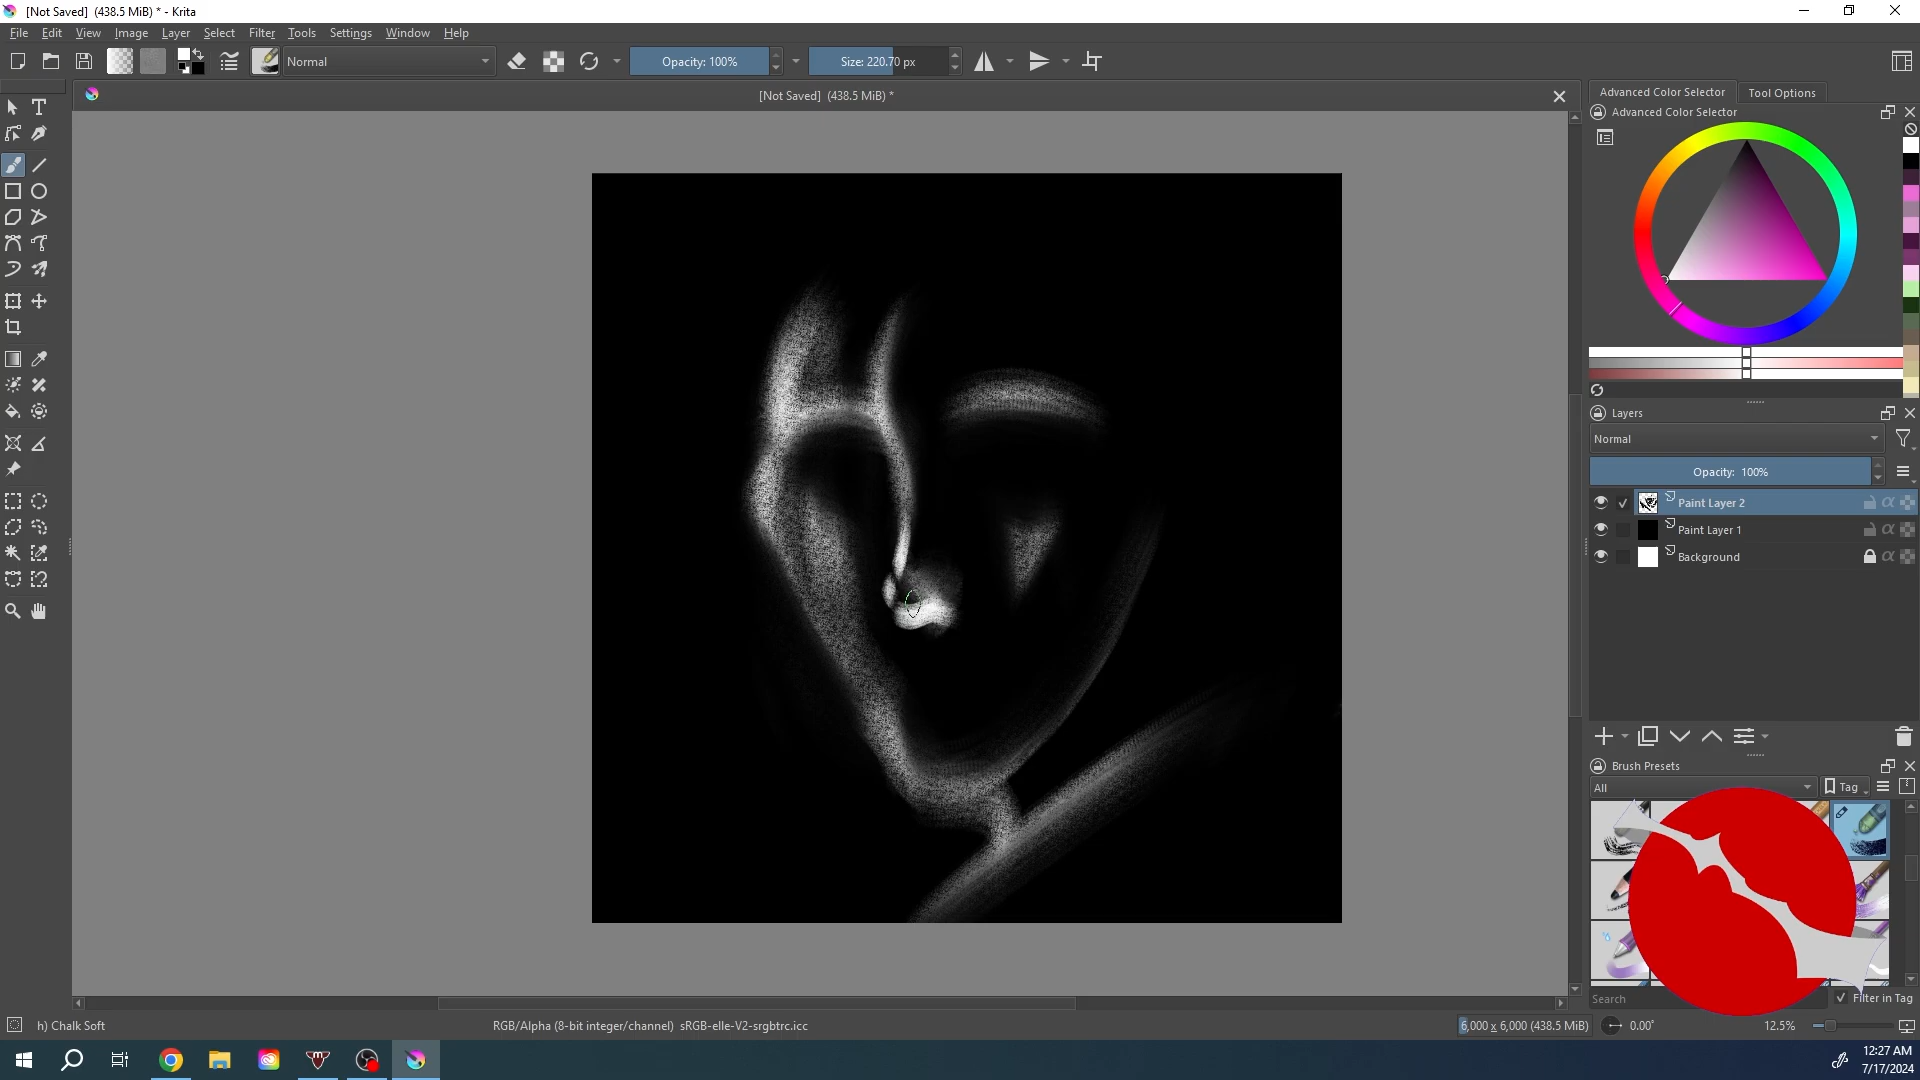 [Not Saved]  (438.5 MiB) * - Krita
File Edit View Image Layer Select Filter Tools Settings Window Help
Normal
Opacity: 100%
Size: 220.70 px
[Not Saved]  (438.5 MiB) *
Advanced Color Selector
Tool Options
Advanced Color Selector
Layers
Normal
Opacity:  100%
Paint Layer 2
Paint Layer 1
Background
Brush Presets
All
Tag
Search
Filter in Tag
h) Chalk Soft
RGB/Alpha (8-bit integer/channel)  sRGB-elle-V2-srgbtrc.icc
6,000 x 6,000 (438.5 MiB)
0.00°
12.5%
12:27 AM
7/17/2024